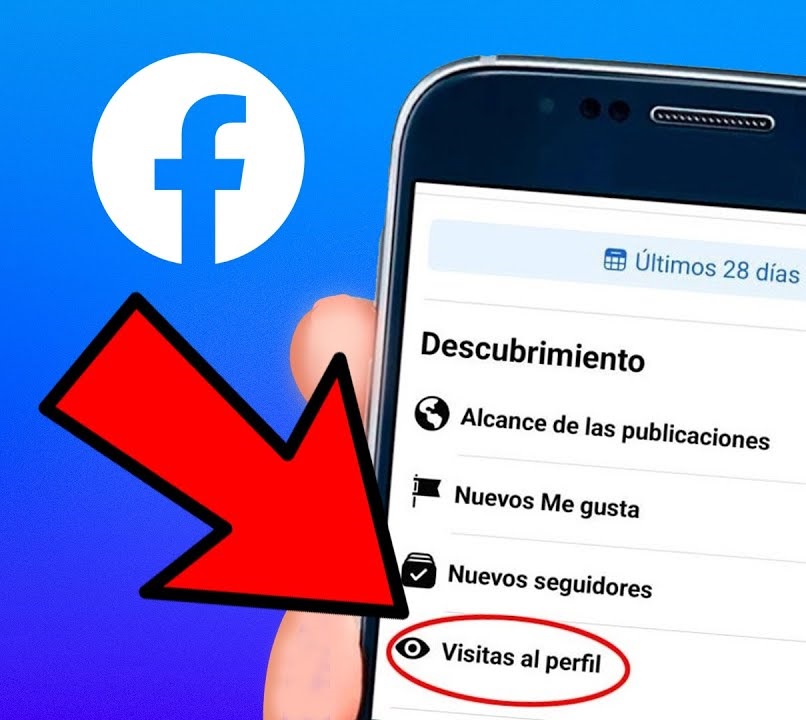 Últimos 28 días
Descubrimiento
Alcance de las publicaciones
Nuevos Me gusta
Nuevos seguidores
Visitas al perfil